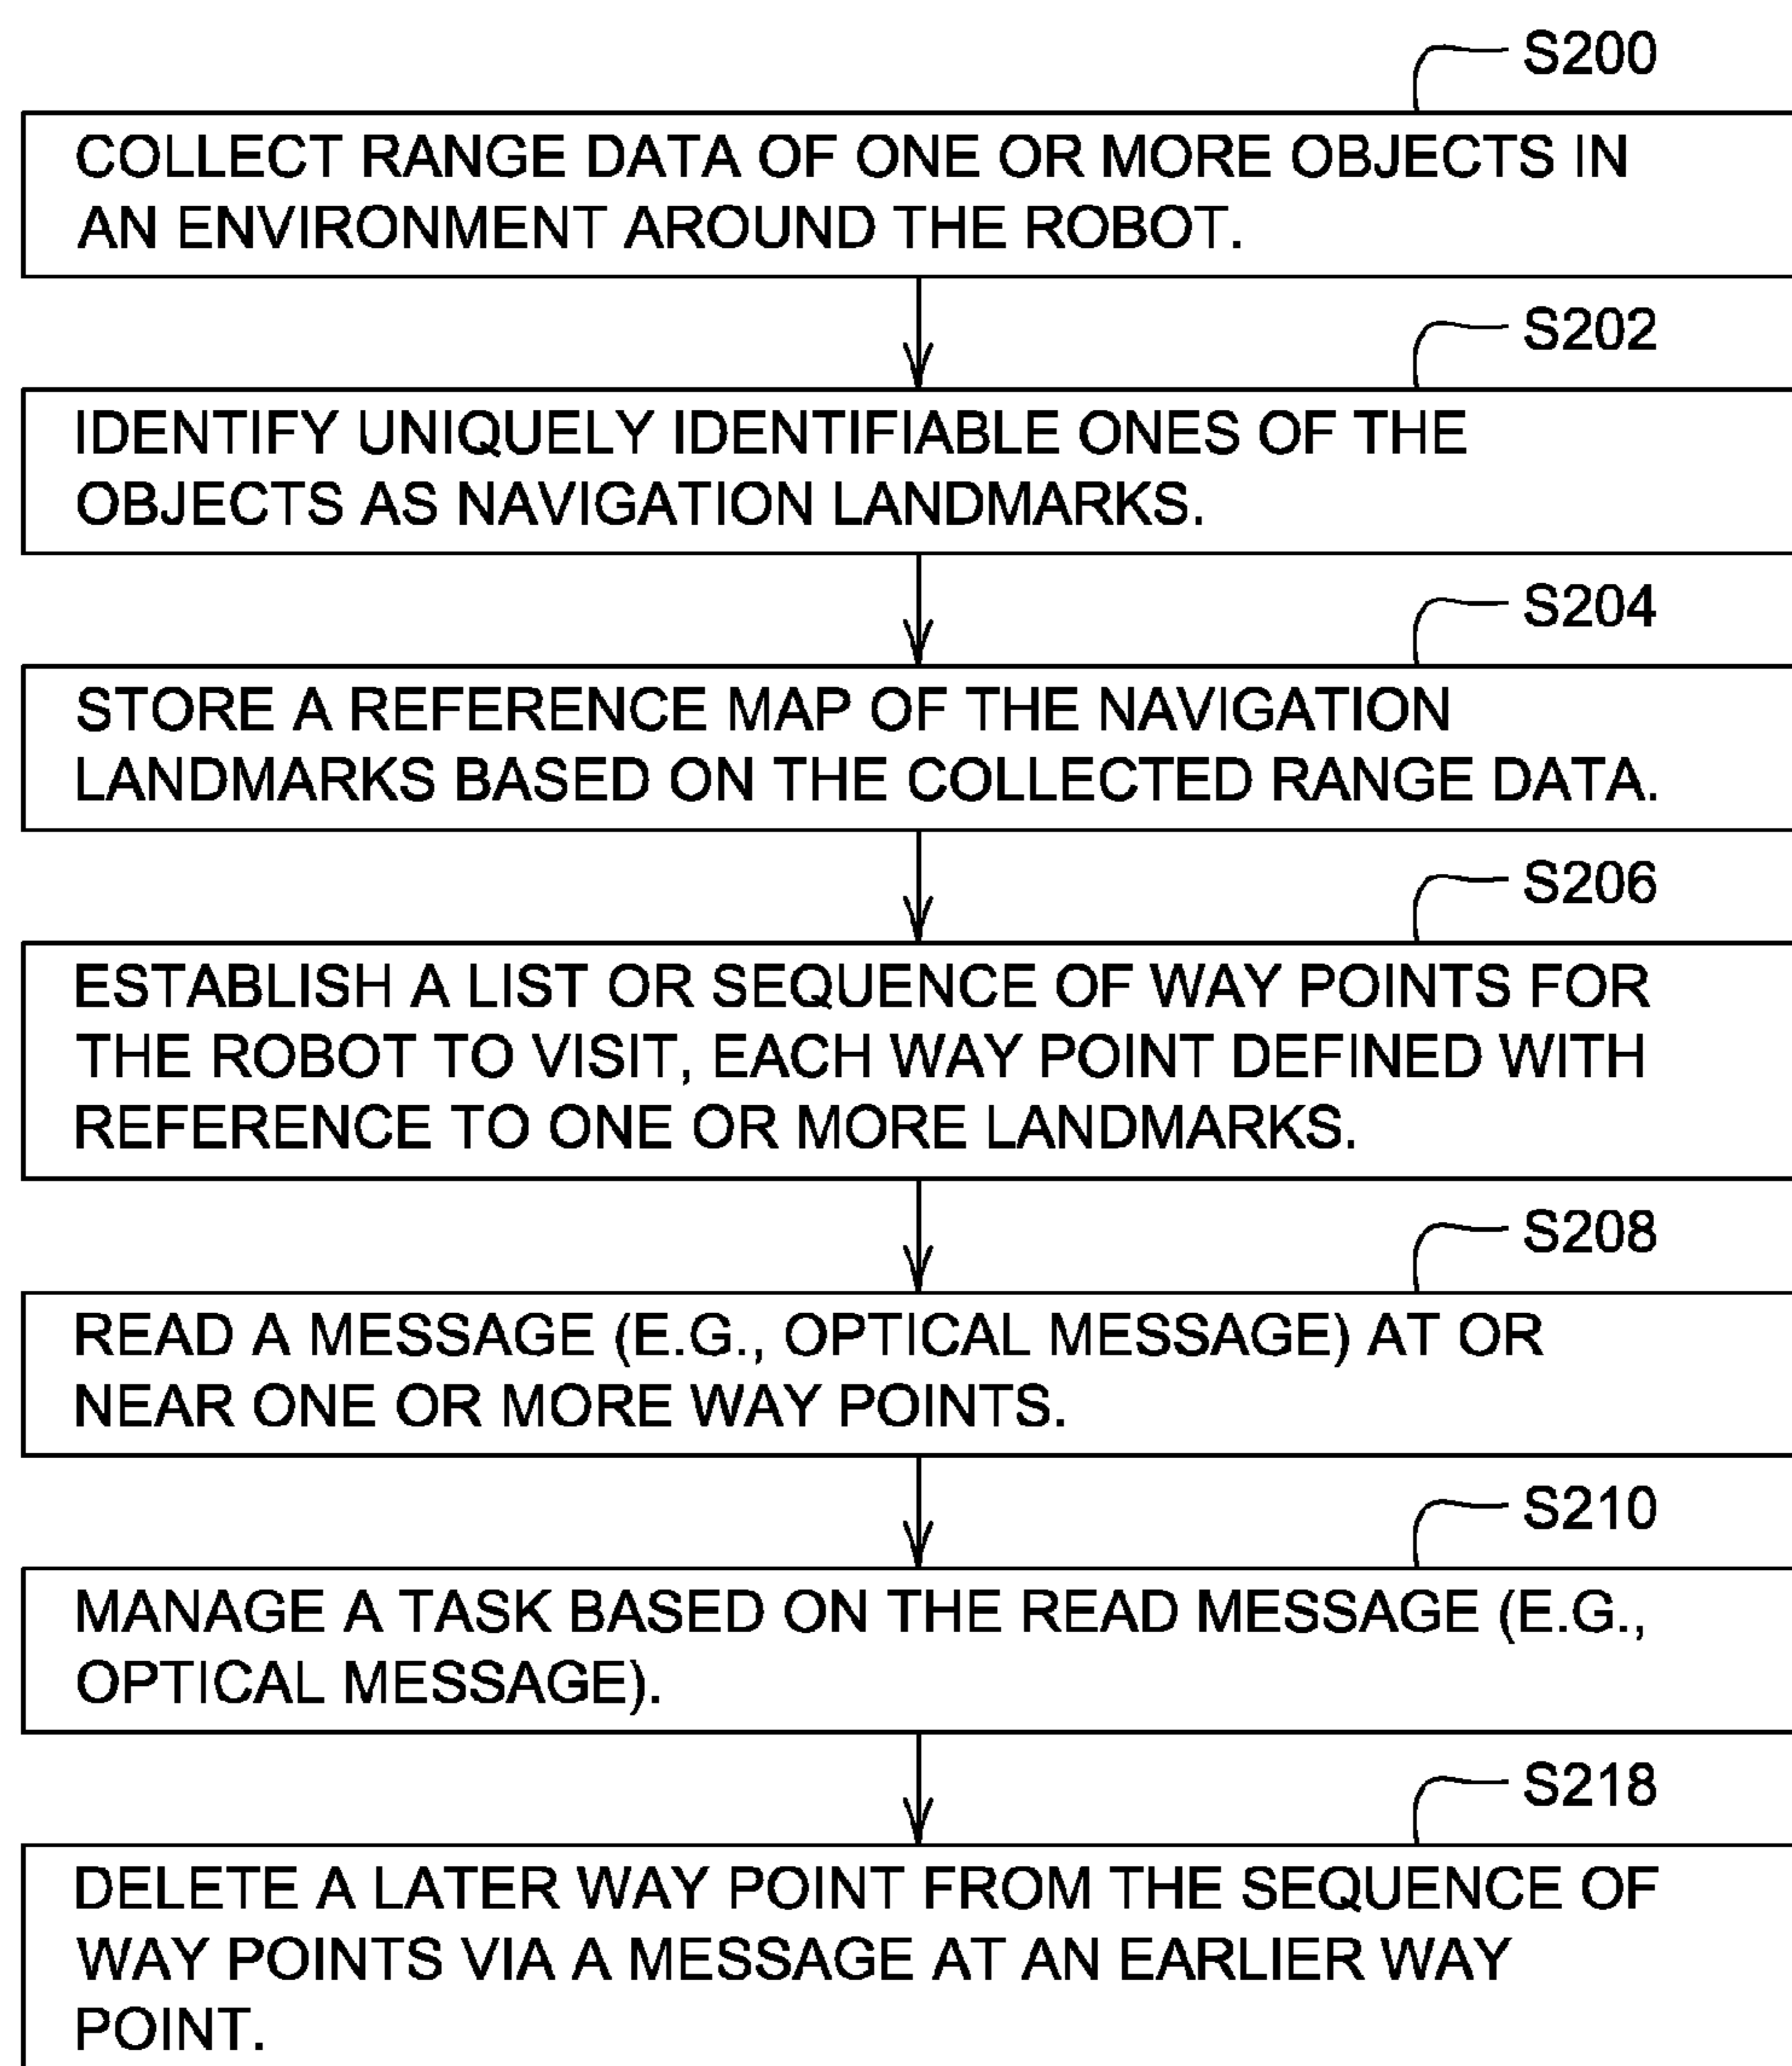 S200
COLLECT RANGE DATA OF ONE OR MORE OBJECTS IN
AN ENVIRONMENT AROUND THE ROBOT.
S202
IDENTIFY UNIQUELY IDENTIFIABLE ONES OF THE
OBJECTS AS NAVIGATION LANDMARKS.
S204
STORE A REFERENCE MAP OF THE NAVIGATION
LANDMARKS BASED ON THE COLLECTED RANGE DATA.
S206
ESTABLISH A LIST OR SEQUENCE OF WAY POINTS FOR
THE ROBOT TO VISIT, EACH WAY POINT DEFINED WITH
REFERENCE TO ONE OR MORE LANDMARKS.
S208
READ A MESSAGE (E.G., OPTICAL MESSAGE) AT OR
NEAR ONE OR MORE WAY POINTS.
S210
MANAGE A TASK BASED ON THE READ MESSAGE (E.G.,
OPTICAL MESSAGE).
S218
DELETE A LATER WAY POINT FROM THE SEQUENCE OF
WAY POINTS VIA A MESSAGE AT AN EARLIER WAY
POINT.